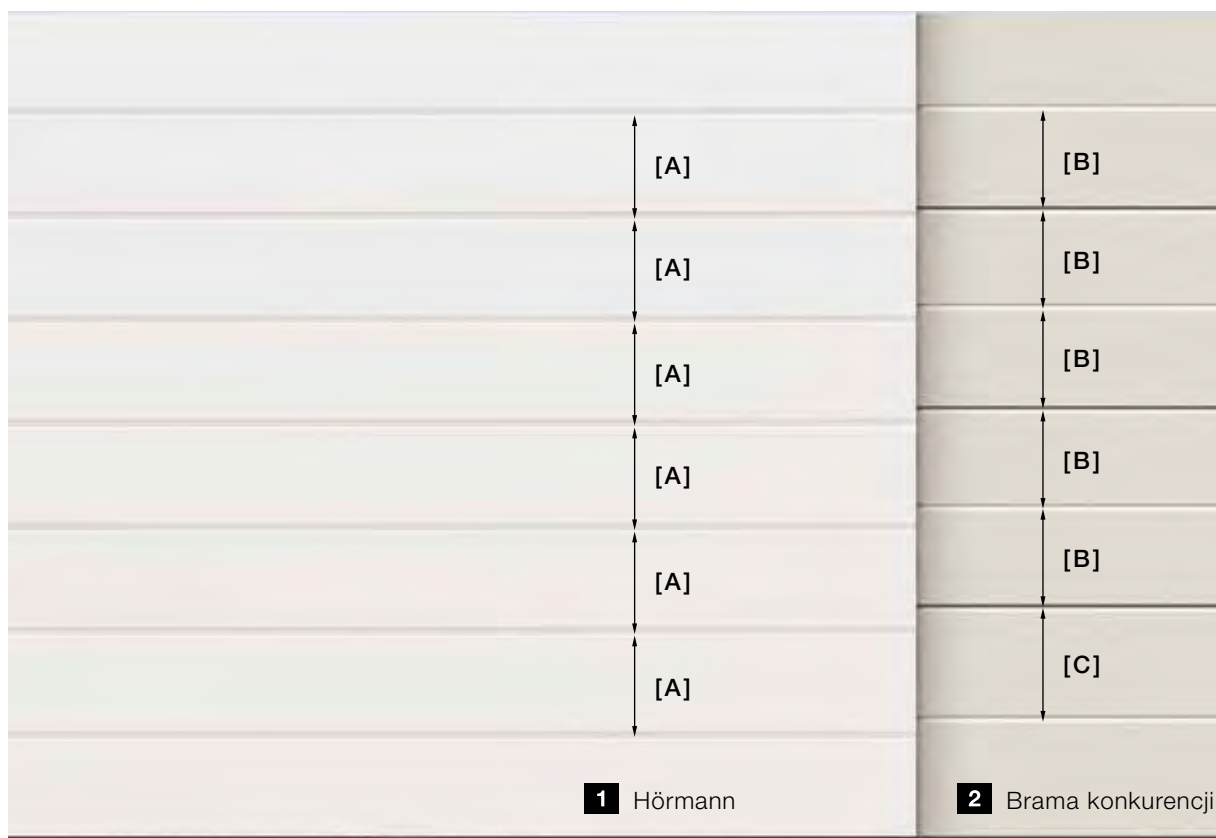 [A] [B]
[A] [B]
[A] [B]
[A] [B]
[A] [B]
[A] [C]
1 Hörmann 2 Brama konkurencji